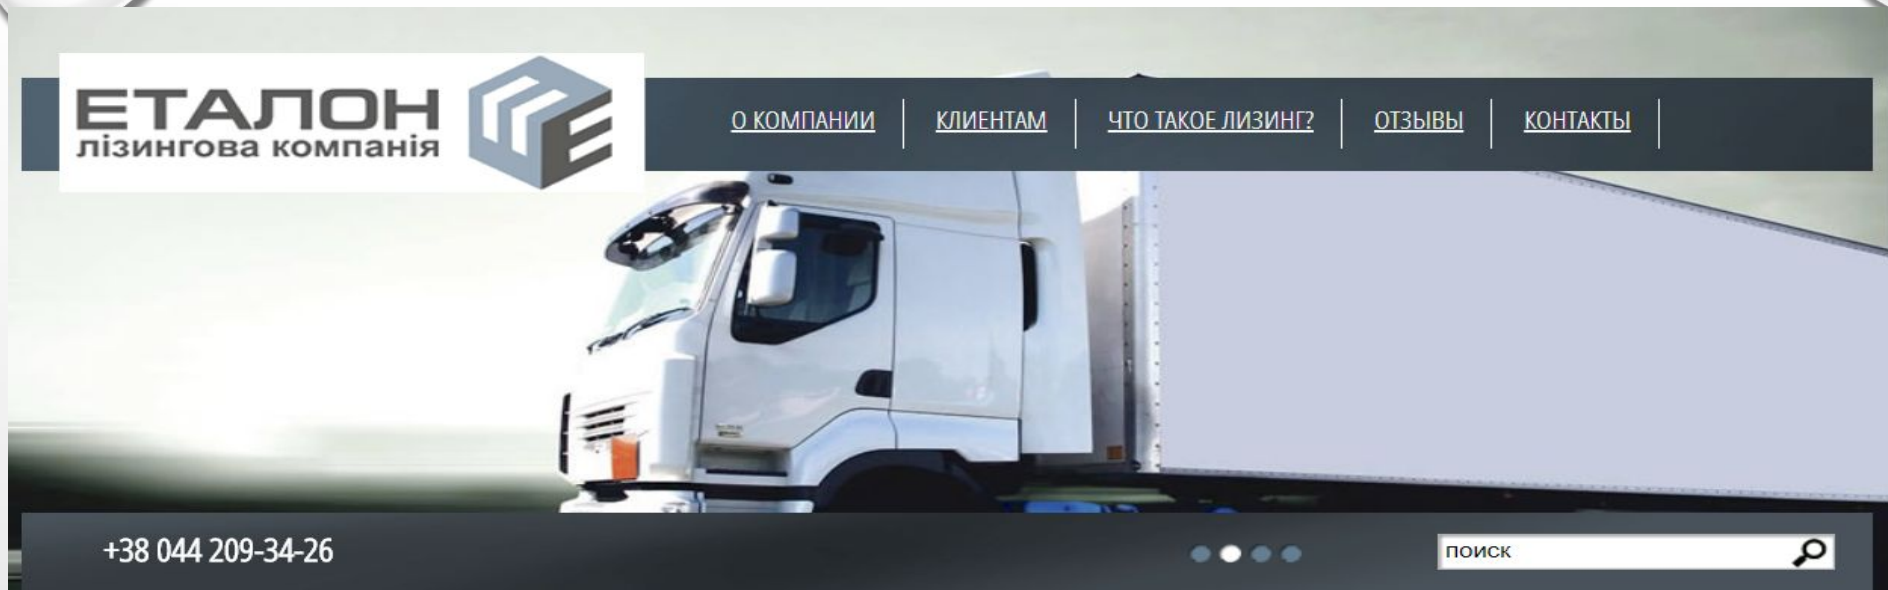 ЕТАЛОН
лізингова компанія
О КОМПАНИИ КЛИЕНТАМ ЧТО ТАКОЕ ЛИЗИНГ? ОТЗЫВЫ КОНТАКТЫ
+38 044 209-34-26
поиск